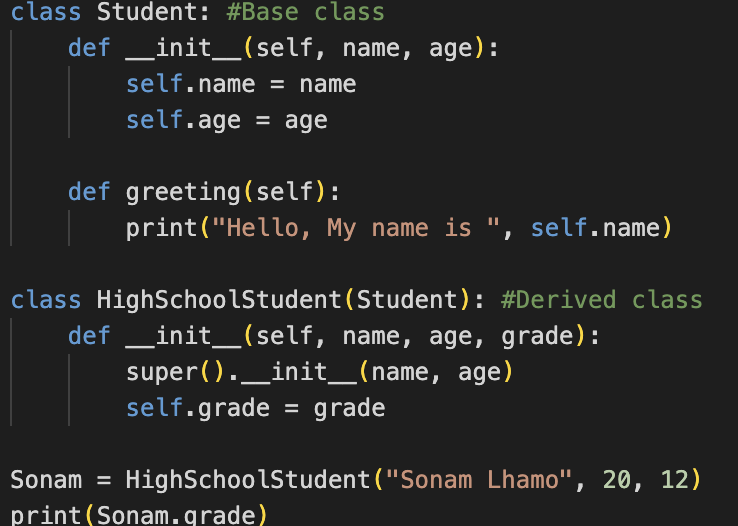 class Student: #Base class
    def __init__(self, name, age):
        self.name = name
        self.age = age

    def greeting(self):
        print("Hello, My name is ", self.name)

class HighSchoolStudent(Student): #Derived class
    def __init__(self, name, age, grade):
        super().__init__(name, age)
        self.grade = grade

Sonam = HighSchoolStudent("Sonam Lhamo", 20, 12)
print(Sonam.grade)